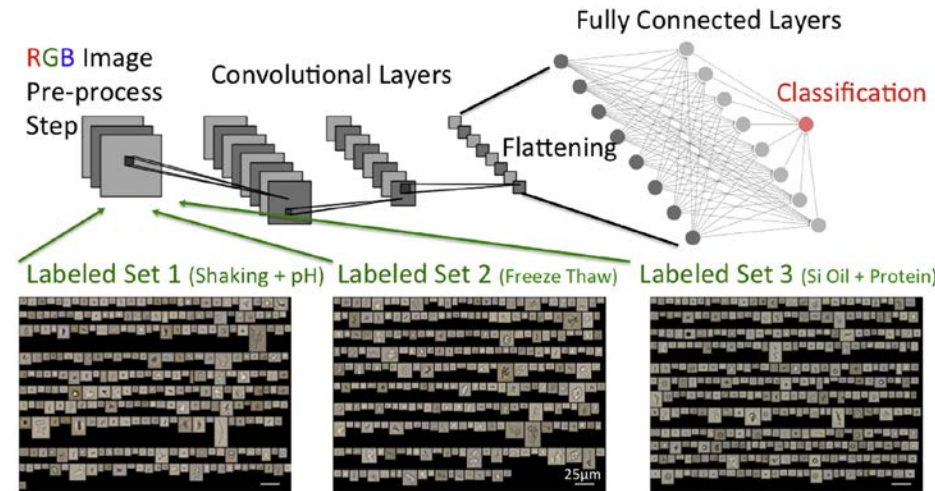 Fully Connected Layers
RGB Image
Pre-process
Step
Convolutional Layers
Classification
Flattening
Labeled Set 1 (Shaking + pH)
Labeled Set 2 (Freeze Thaw)
Labeled Set 3 (Si Oil + Protein)
25μm